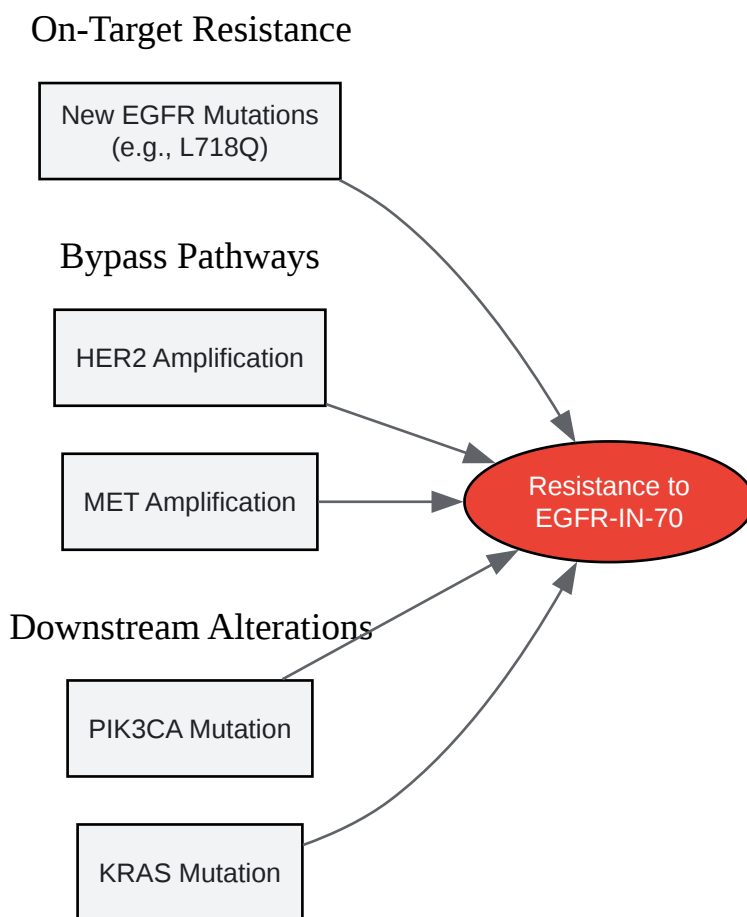 On-Target Resistance
New EGFR Mutations
(e.g., L718Q)
Bypass Pathways
HER2 Amplification
MET Amplification
Resistance to
EGFR-IN-70
Downstream Alterations
PIK3CA Mutation
KRAS Mutation